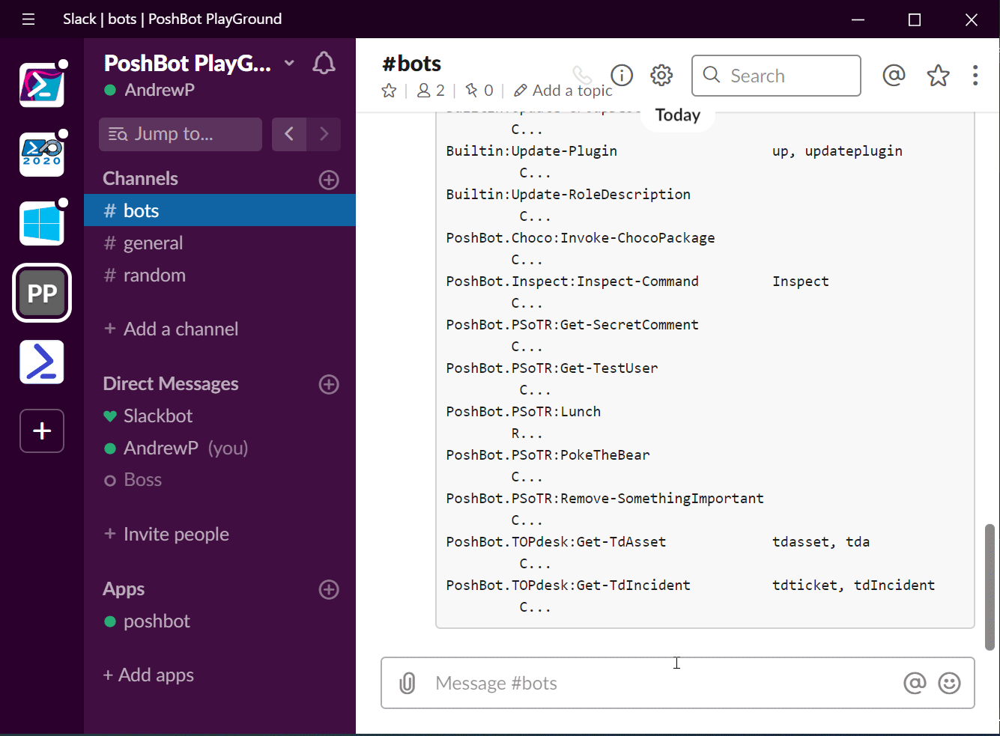 Slack | bots | PoshBot PlayGround
2020
PP
PoshBot PlayG...
AndrewP
Jump to...
Channels
# bots
# general
# random
+ Add a channel
Direct Messages
Slackbot
AndrewP (you)
Boss
+ Invite people
Apps
poshbot
+ Add apps
#bots
2 | 0 | Add a topic
Search
Today
C...
Builtin:Update-Plugin up, updateplugin
C...
Builtin:Update-RoleDescription
C...
PoshBot.Choco:Invoke-ChocoPackage
C...
PoshBot.Inspect:Inspect-Command Inspect
C...
PoshBot.PSoTR:Get-SecretComment
C...
PoshBot.PSoTR:Get-TestUser
C...
PoshBot.PSoTR:Lunch
R...
PoshBot.PSoTR:PokeTheBear
C...
PoshBot.PSoTR:Remove-SomethingImportant
C...
PoshBot.TOPdesk:Get-TdAsset tdasset, tda
C...
PoshBot.TOPdesk:Get-TdIncident tdticket, tdIncident
C...
Message #bots